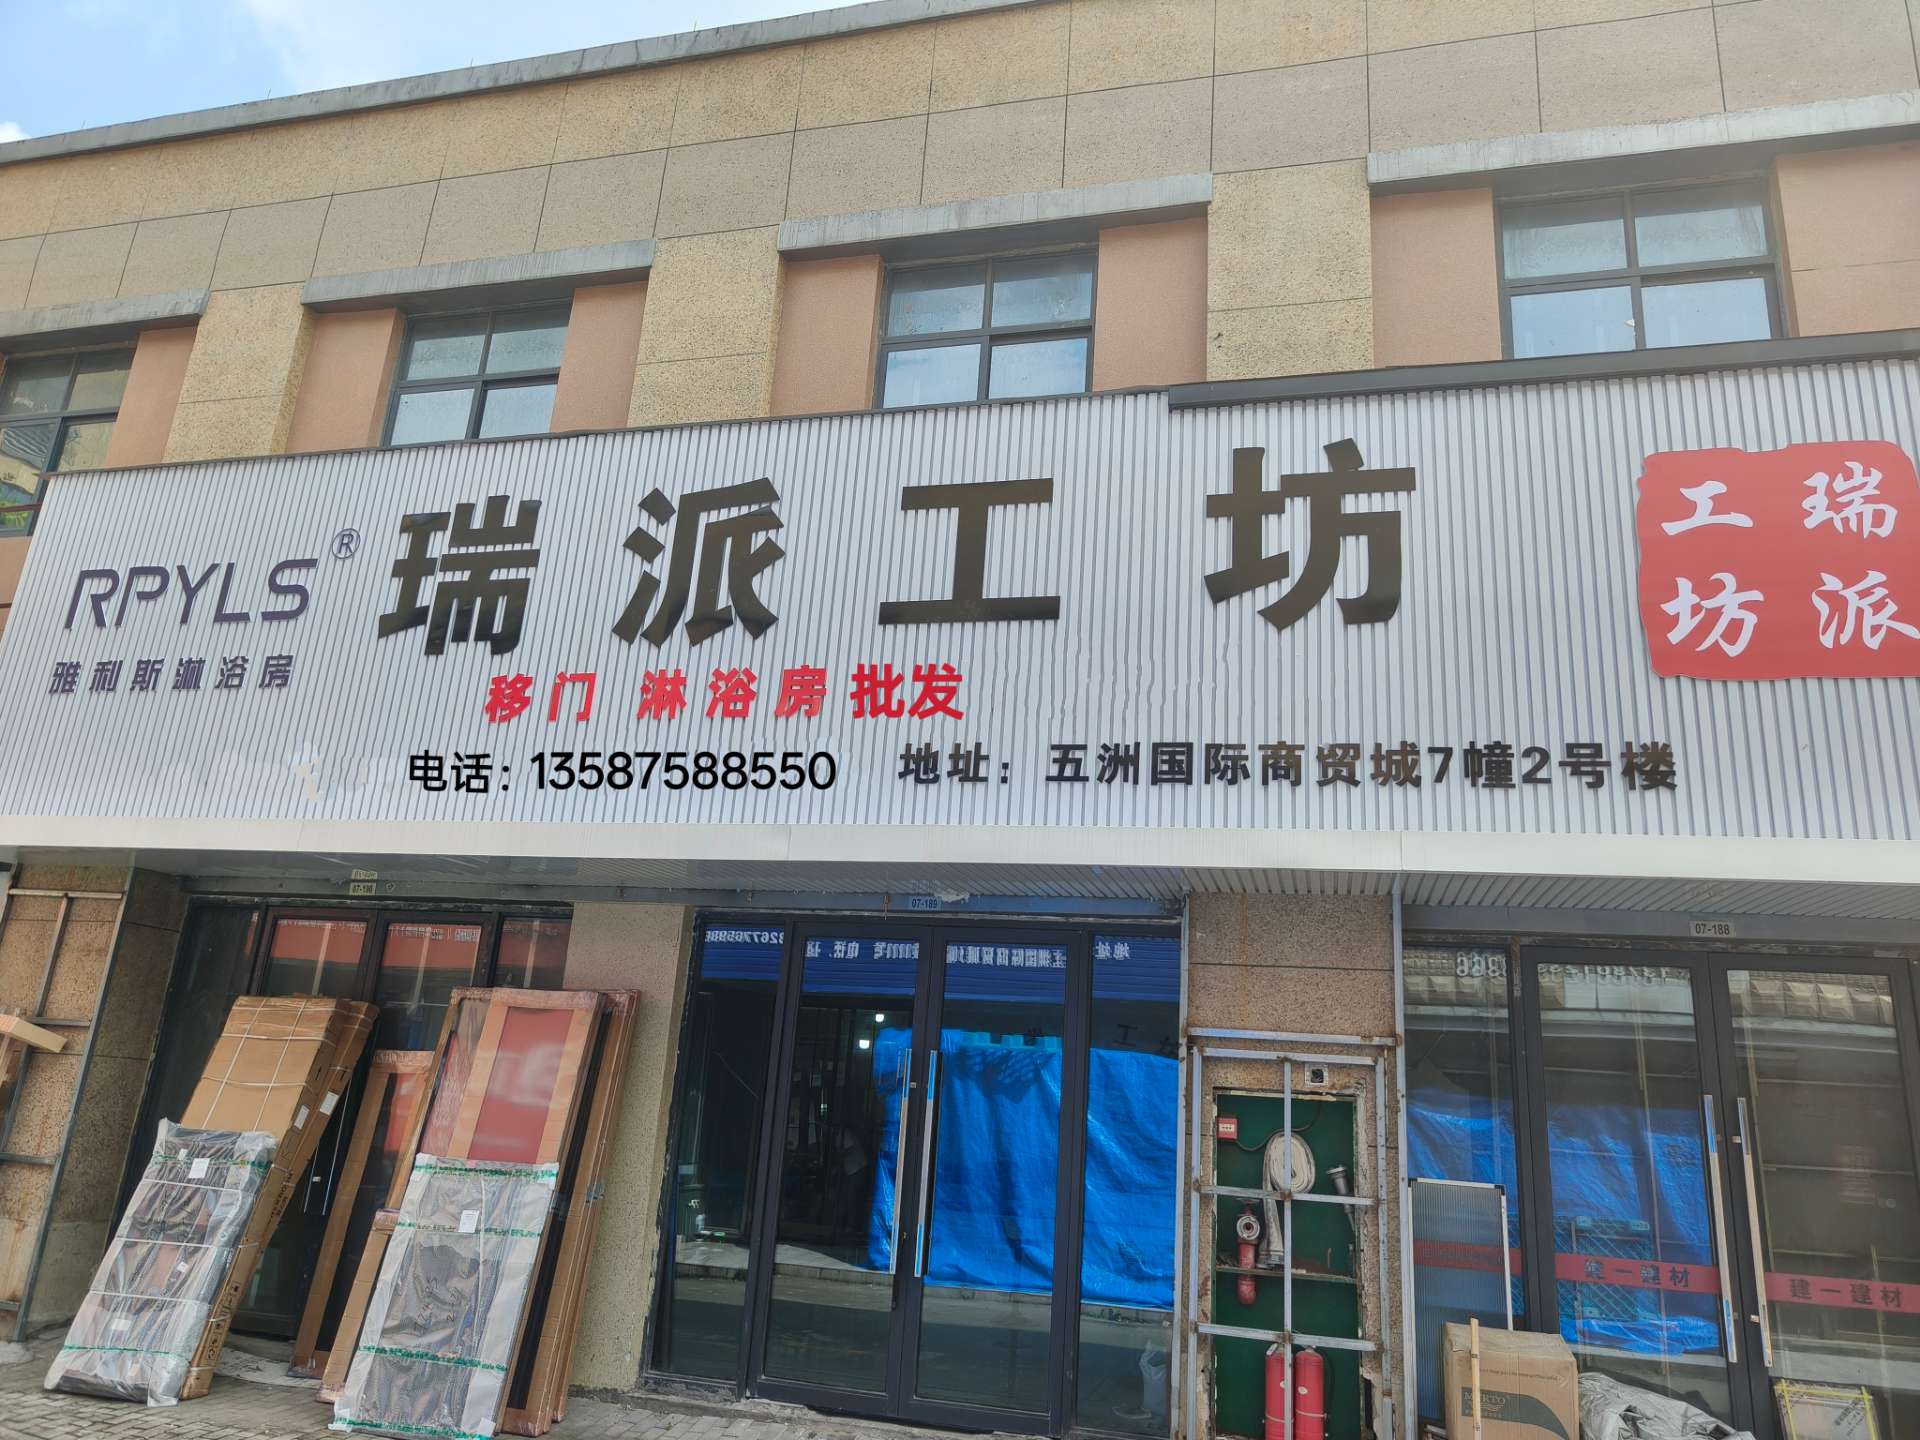 RPYLS®
雅利斯淋浴房
瑞派工坊
移门 淋浴房 批发
电话：13587588550
地址：五洲国际商贸城7幢2号楼
瑞派
工坊
07-190
07-189
07-188
建一建材
建一建材